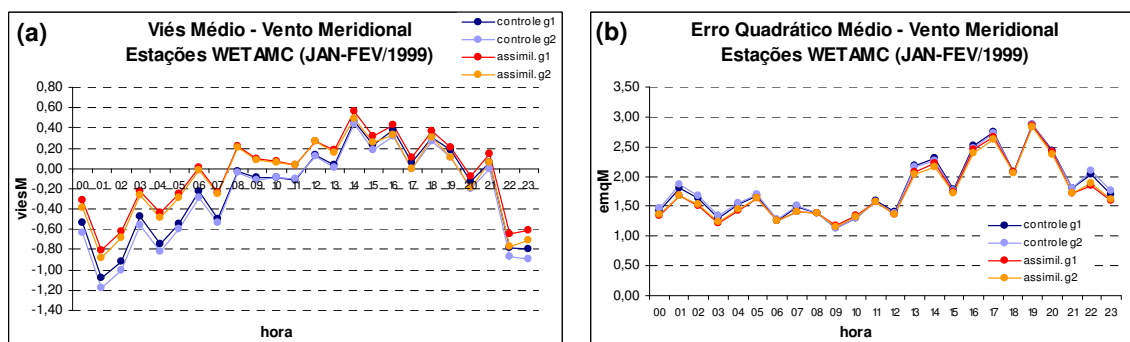 (a)
Viés Médio - Vento Meridional
Estações WETAMC (JAN-FEV/1999)
controle g1
controle g2
assimil. g1
assimil. g2
viesM
0,80
0,60
0,40
0,20
0,00
-0,20
-0,40
-0,60
-0,80
-1,00
-1,20
-1,40
00 01 02 03 04 05 06 07 08 09 10 11 12 13 14 15 16 17 18 19 20 21 22 23
hora
(b)
Erro Quadrático Médio - Vento Meridional
Estações WETAMC (JAN-FEV/1999)
emqM
3,50
3,00
2,50
2,00
1,50
1,00
0,50
0,00
controle g1
controle g2
assimil. g1
assimil. g2
00 01 02 03 04 05 06 07 08 09 10 11 12 13 14 15 16 17 18 19 20 21 22 23
hora